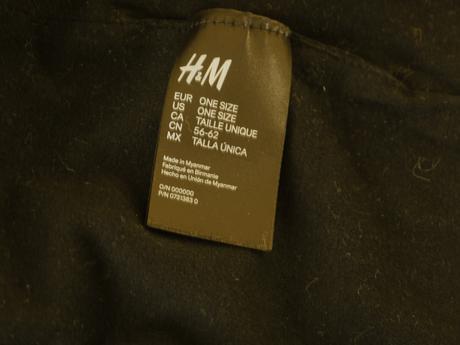 H&M
EUR ONE SIZE
US ONE SIZE
CA TAILLE UNIQUE
CN 56-62
MX TALLA ÚNICA
Made in Myanmar
Fabriqué en Birmanie
Hecho en Unión de Myanmar
O/N 000000
P/N 0731383 0